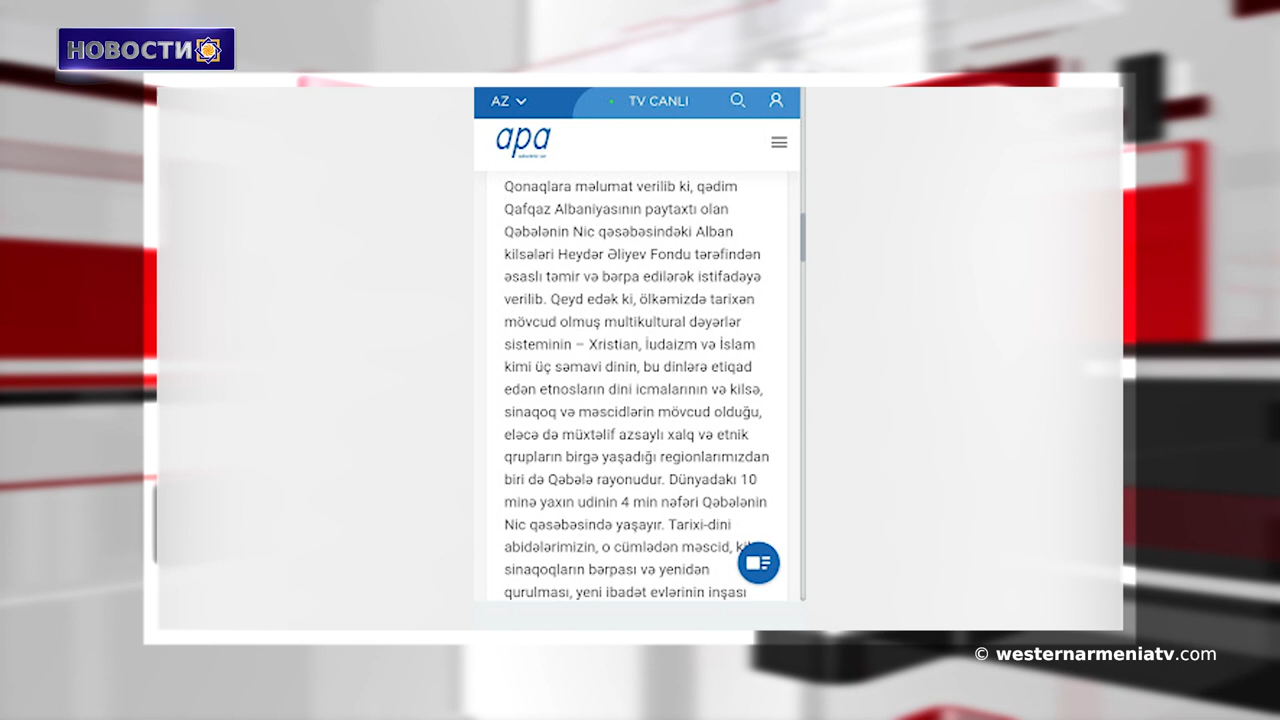 НОВОСТИ
AZ
TV CANLI
apa
Qonaqlara məlumat verilib ki, qədim
Qafqaz Albaniyasının paytaxtı olan
Qəbələnin Nic qəsəbəsindəki Alban
kilsələri Heydər Əliyev Fondu tərəfindən
əsaslı təmir və bərpa edilərək istifadəyə
verilib. Qeyd edək ki, ölkəmizdə tarixən
mövcud olmuş multikultural dəyərlər
sisteminin – Xristian, İudaizm və İslam
kimi üç səmavi dinin, bu dinlərə etiqad
edən etnosların dini icmalarının və kilsə,
sinaqoq və məscidlərin mövcud olduğu,
eləcə də müxtəlif azsaylı xalq və etnik
qrupların birgə yaşadığı regionlarımızdan
biri də Qəbələ rayonudur. Dünyadakı 10
minə yaxın udinin 4 min nəfəri Qəbələnin
Nic qəsəbəsində yaşayır. Tarixi-dini
abidələrimizin, o cümlədən məscid,
sinaqoqların bərpası və yenidən
qurulması, yeni ibadət evlərinin inşası
© westernarmeniatv.com